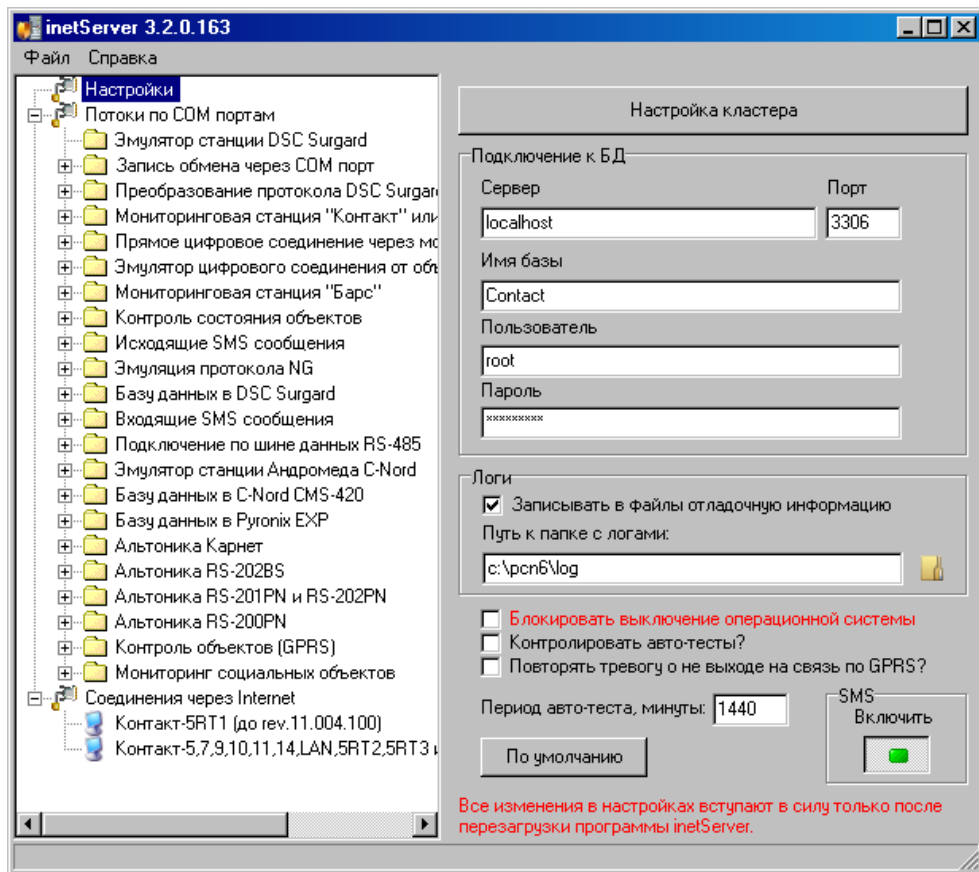 inetServer 3.2.0.163
Файл Справка
Настройки
Потоки по COM портам
Эмулятор станции DSC Surgard
Запись обмена через COM порт
Преобразование протокола DSC Surgard
Мониторинговая станция "Контакт" или
Прямое цифровое соединение через мо
Эмулятор цифрового соединения от объ
Мониторинговая станция "Барс"
Контроль состояния объектов
Исходящие SMS сообщения
Эмуляция протокола NG
Базу данных в DSC Surgard
Входящие SMS сообщения
Подключение по шине данных RS-485
Эмулятор станции Андромеда C-Nord
Базу данных в C-Nord CMS-420
Базу данных в Pyronix EXP
Альтоника Карнет
Альтоника RS-202BS
Альтоника RS-201PN и RS-202PN
Альтоника RS-200PN
Контроль объектов (GPRS)
Мониторинг социальных объектов
Соединения через Internet
Контакт-5RT1 (до rev.11.004.100)
Контакт-5,7,9,10,11,14,LAN,5RT2,5RT3 и
Настройка кластера
Подключение к БД
Сервер Порт
localhost 3306
Имя базы
Contact
Пользователь
root
Пароль
*********
Логи
Записывать в файлы отладочную информацию
Путь к папке с логами:
c:\pcn6\log
Блокировать выключение операционной системы
Контролировать авто-тесты?
Повторять тревогу о не выходе на связь по GPRS?
Период авто-теста, минуты: 1440
SMS
Включить
По умолчанию
Все изменения в настройках вступают в силу только после
перезагрузки программы inetServer.